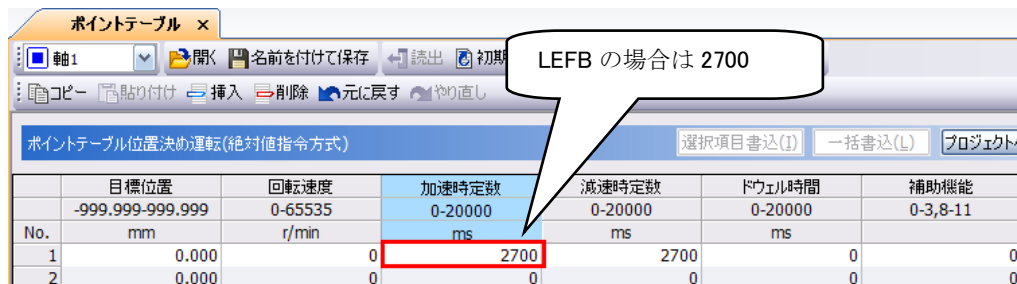 ポイントテーブル ×
軸1 開く 名前を付けて保存 読出 初期
LEFB の場合は 2700
コピー 貼り付け 挿入 削除 元に戻す やり直し
ポイントテーブル位置決め運転(絶対値指令方式) 選択項目書込(I) 一括書込(L) プロジェクト
目標位置 回転速度 加速時定数 減速時定数 ドウェル時間 補助機能
-999.999-999.999 0-65535 0-20000 0-20000 0-20000 0-3,8-11
No. mm r/min ms ms ms
1 0.000 0 2700 2700 0 0
2 0.000 0 0 0 0 0